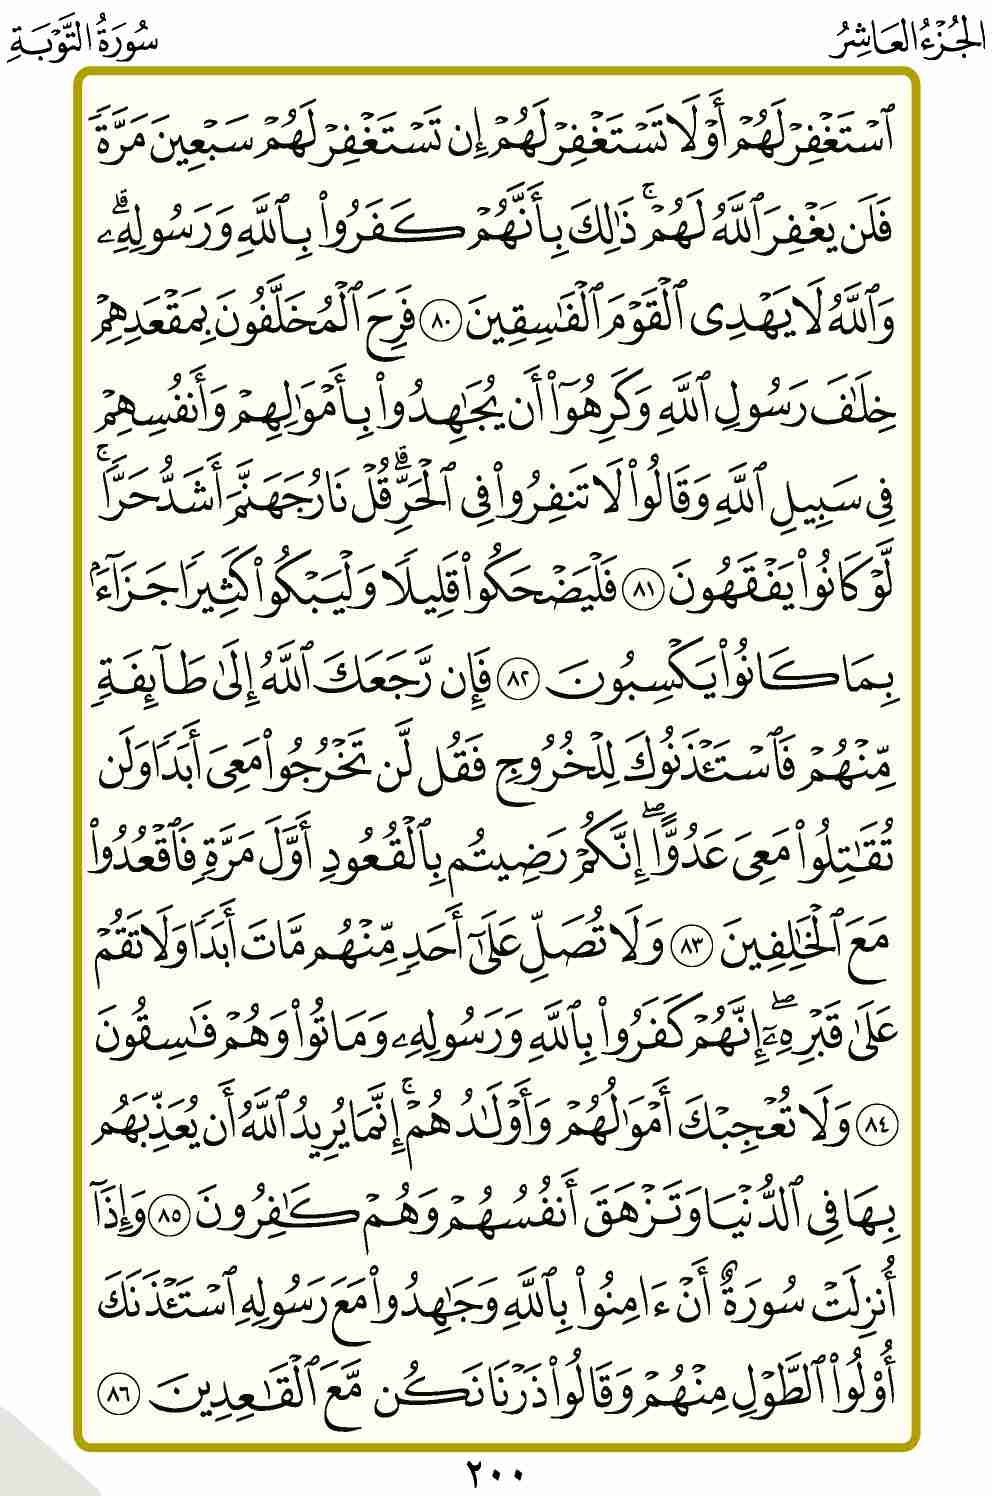 الجُزْءُ العَاشِرُ
سُورَةُ التَّوْبَةِ
ٱسْتَغْفِرْ لَهُمْ أَوْ لَا تَسْتَغْفِرْ لَهُمْ إِن تَسْتَغْفِرْ لَهُمْ سَبْعِينَ مَرَّةً
فَلَن يَغْفِرَ ٱللَّهُ لَهُمْ ۚ ذَٰلِكَ بِأَنَّهُمْ كَفَرُوا۟ بِٱللَّهِ وَرَسُولِهِۦ ۗ
وَٱللَّهُ لَا يَهْدِى ٱلْقَوْمَ ٱلْفَـٰسِقِينَ ٨٠ فَرِحَ ٱلْمُخَلَّفُونَ بِمَقْعَدِهِمْ
خِلَـٰفَ رَسُولِ ٱللَّهِ وَكَرِهُوٓا۟ أَن يُجَـٰهِدُوا۟ بِأَمْوَٰلِهِمْ وَأَنفُسِهِمْ
فِى سَبِيلِ ٱللَّهِ وَقَالُوا۟ لَا تَنفِرُوا۟ فِى ٱلْحَرِّ ۗ قُلْ نَارُ جَهَنَّمَ أَشَدُّ حَرًّا ۚ
لَّوْ كَانُوا۟ يَفْقَهُونَ ٨١ فَلْيَضْحَكُوا۟ قَلِيلًا وَلْيَبْكُوا۟ كَثِيرًا جَزَآءًۢ
بِمَا كَانُوا۟ يَكْسِبُونَ ٨٢ فَإِن رَّجَعَكَ ٱللَّهُ إِلَىٰ طَآئِفَةٍ
مِّنْهُمْ فَٱسْتَـْٔذَنُوكَ لِلْخُرُوجِ فَقُل لَّن تَخْرُجُوا۟ مَعِىَ أَبَدًا وَلَن
تُقَـٰتِلُوا۟ مَعِىَ عَدُوًّا ۖ إِنَّكُمْ رَضِيتُم بِٱلْقُعُودِ أَوَّلَ مَرَّةٍ فَٱقْعُدُوا۟
مَعَ ٱلْخَـٰلِفِينَ ٨٣ وَلَا تُصَلِّ عَلَىٰٓ أَحَدٍ مِّنْهُم مَّاتَ أَبَدًا وَلَا تَقُمْ
عَلَىٰ قَبْرِهِۦٓ ۖ إِنَّهُمْ كَفَرُوا۟ بِٱللَّهِ وَرَسُولِهِۦ وَمَاتُوا۟ وَهُمْ فَـٰسِقُونَ
٨٤ وَلَا تُعْجِبْكَ أَمْوَٰلُهُمْ وَأَوْلَـٰدُهُمْ ۚ إِنَّمَا يُرِيدُ ٱللَّهُ أَن يُعَذِّبَهُم
بِهَا فِى ٱلدُّنْيَا وَتَزْهَقَ أَنفُسُهُمْ وَهُمْ كَـٰفِرُونَ ٨٥ وَإِذَآ
أُنزِلَتْ سُورَةٌ أَنْ ءَامِنُوا۟ بِٱللَّهِ وَجَـٰهِدُوا۟ مَعَ رَسُولِهِ ٱسْتَـْٔذَنَكَ
أُو۟لُوا۟ ٱلطَّوْلِ مِنْهُمْ وَقَالُوا۟ ذَرْنَا نَكُن مَّعَ ٱلْقَـٰعِدِينَ ٨٦
٢٠٠